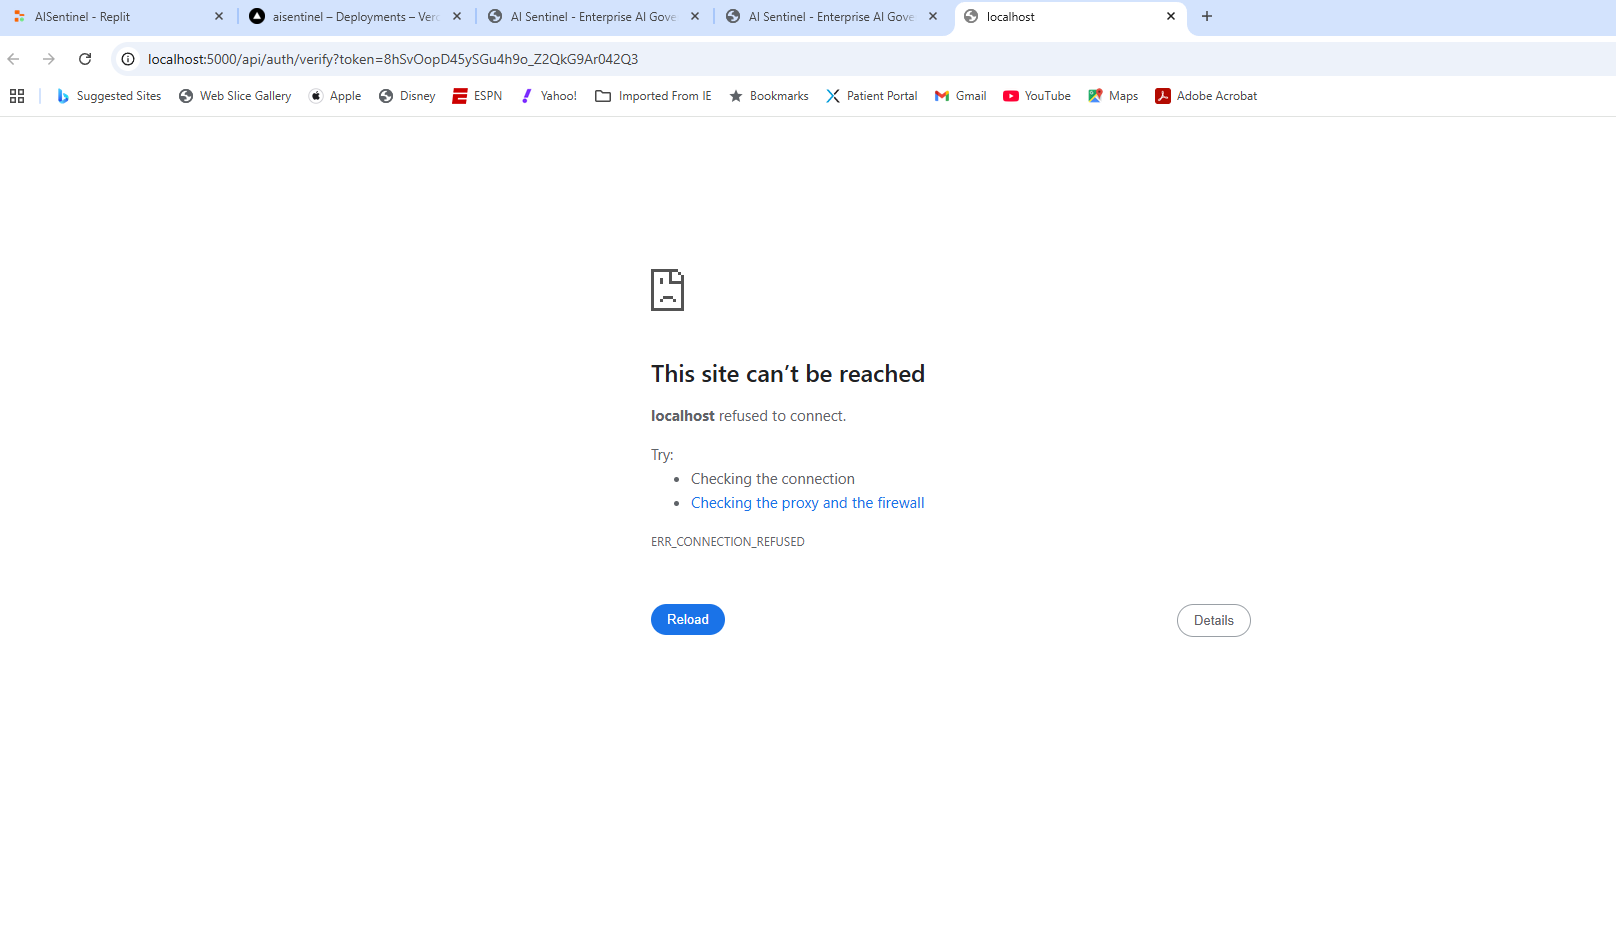 AISentinel - Replit
aisentinel – Deployments – Verc
AI Sentinel - Enterprise AI Gove
AI Sentinel - Enterprise AI Gove
localhost
localhost:5000/api/auth/verify?token=8hSvOopD45ySGu4h9o_Z2QkG9Ar042Q3
Suggested Sites Web Slice Gallery Apple Disney ESPN Yahoo! Imported From IE Bookmarks Patient Portal Gmail YouTube Maps Adobe Acrobat
This site can't be reached
localhost refused to connect.
Try:
• Checking the connection
• Checking the proxy and the firewall
ERR_CONNECTION_REFUSED
Reload
Details